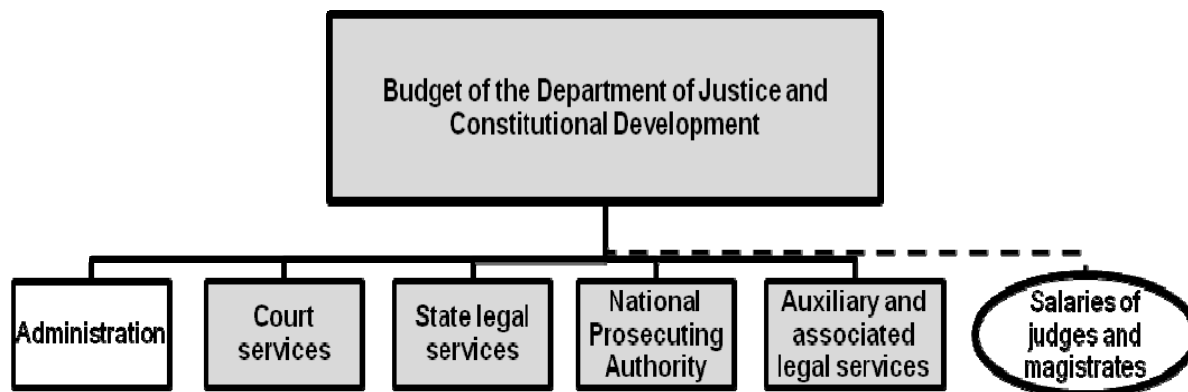 Budget of the Department of Justice and
Constitutional Development
Administration
Court
services
State legal
services
National
Prosecuting
Authority
Auxiliary and
associated
legal services
Salaries of
judges and
magistrates